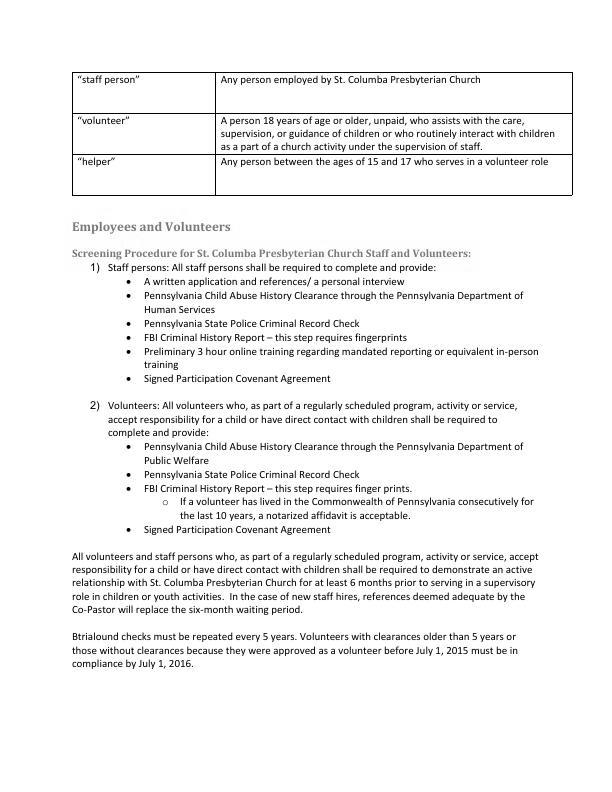 “staff person”
Any person employed by St. Columba Presbyterian Church
“volunteer”
A person 18 years of age or older, unpaid, who assists with the care,
supervision, or guidance of children or who routinely interact with children
as a part of a church activity under the supervision of staff.
“helper”
Any person between the ages of 15 and 17 who serves in a volunteer role
Employees and Volunteers
Screening Procedure for St. Columba Presbyterian Church Staff and Volunteers:
1) Staff persons: All staff persons shall be required to complete and provide:
• A written application and references/ a personal interview
• Pennsylvania Child Abuse History Clearance through the Pennsylvania Department of
Human Services
• Pennsylvania State Police Criminal Record Check
• FBI Criminal History Report – this step requires fingerprints
• Preliminary 3 hour online training regarding mandated reporting or equivalent in-person
training
• Signed Participation Covenant Agreement
2) Volunteers: All volunteers who, as part of a regularly scheduled program, activity or service,
accept responsibility for a child or have direct contact with children shall be required to
complete and provide:
• Pennsylvania Child Abuse History Clearance through the Pennsylvania Department of
Public Welfare
• Pennsylvania State Police Criminal Record Check
• FBI Criminal History Report – this step requires finger prints.
o If a volunteer has lived in the Commonwealth of Pennsylvania consecutively for
the last 10 years, a notarized affidavit is acceptable.
• Signed Participation Covenant Agreement
All volunteers and staff persons who, as part of a regularly scheduled program, activity or service, accept
responsibility for a child or have direct contact with children shall be required to demonstrate an active
relationship with St. Columba Presbyterian Church for at least 6 months prior to serving in a supervisory
role in children or youth activities.  In the case of new staff hires, references deemed adequate by the
Co-Pastor will replace the six-month waiting period.
Btrialound checks must be repeated every 5 years. Volunteers with clearances older than 5 years or
those without clearances because they were approved as a volunteer before July 1, 2015 must be in
compliance by July 1, 2016.